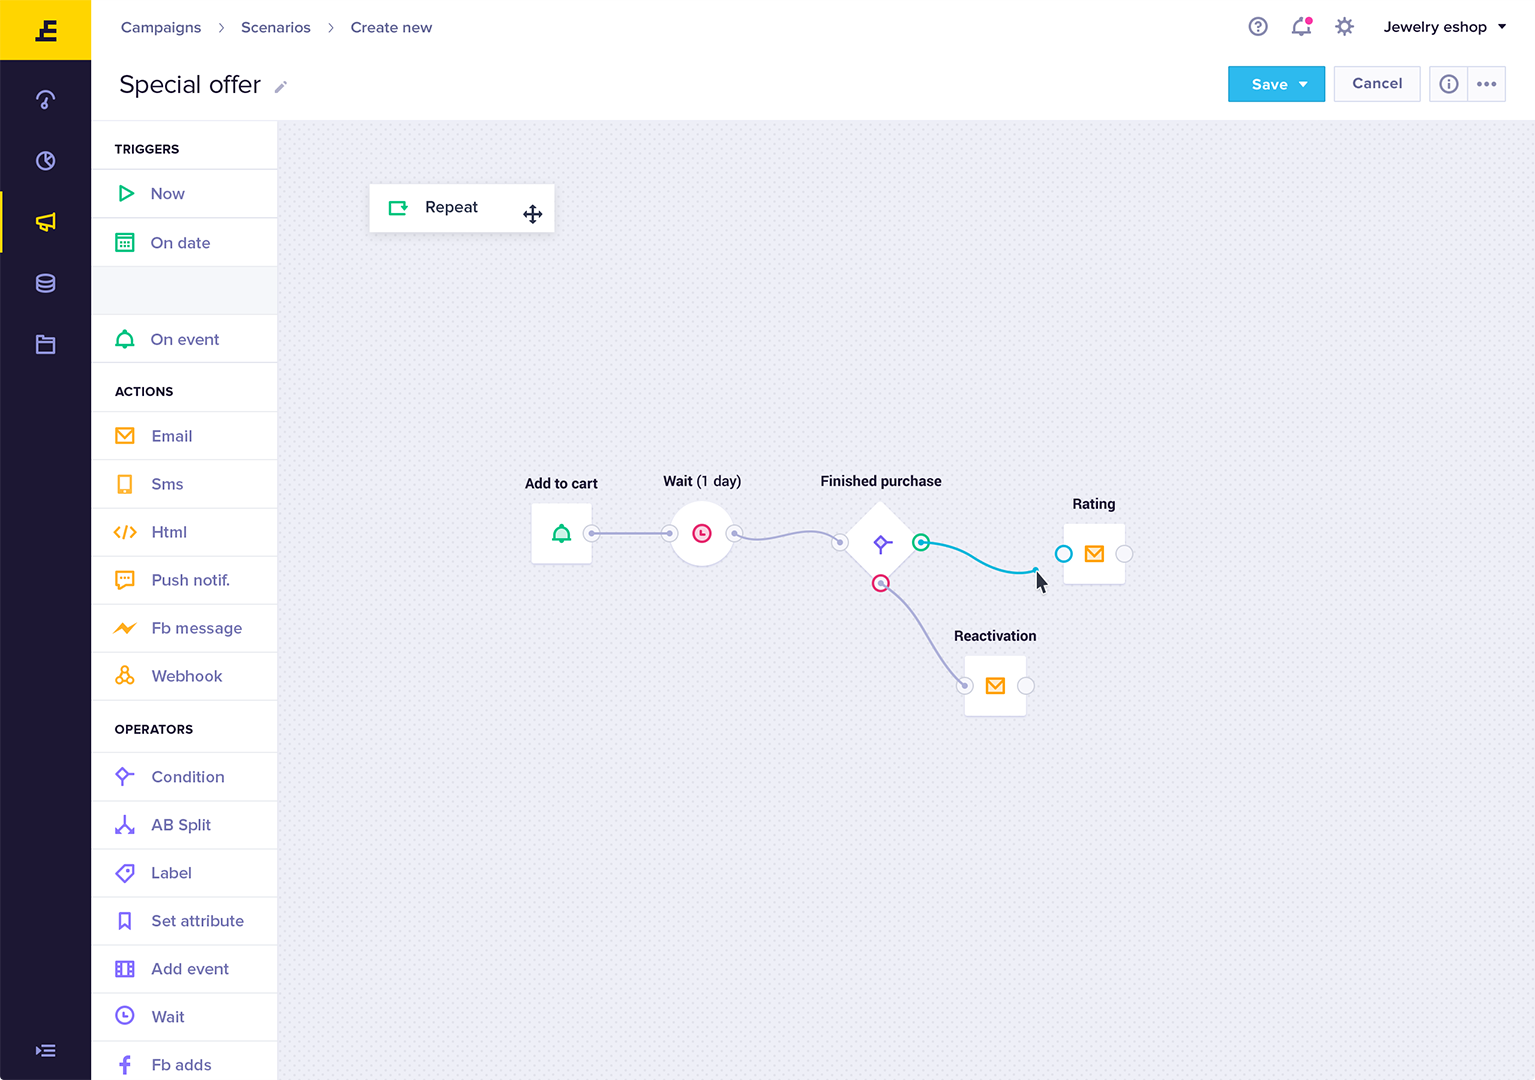 Campaigns
Scenarios
Create new
Jewelry eshop
Special offer
Save
Cancel
TRIGGERS
Now
On date
On event
Repeat
ACTIONS
Email
Sms
Html
Push notif.
Fb message
Webhook
OPERATORS
Condition
AB Split
Label
Set attribute
Add event
Wait
Fb adds
Add to cart
Wait (1 day)
Finished purchase
Rating
Reactivation